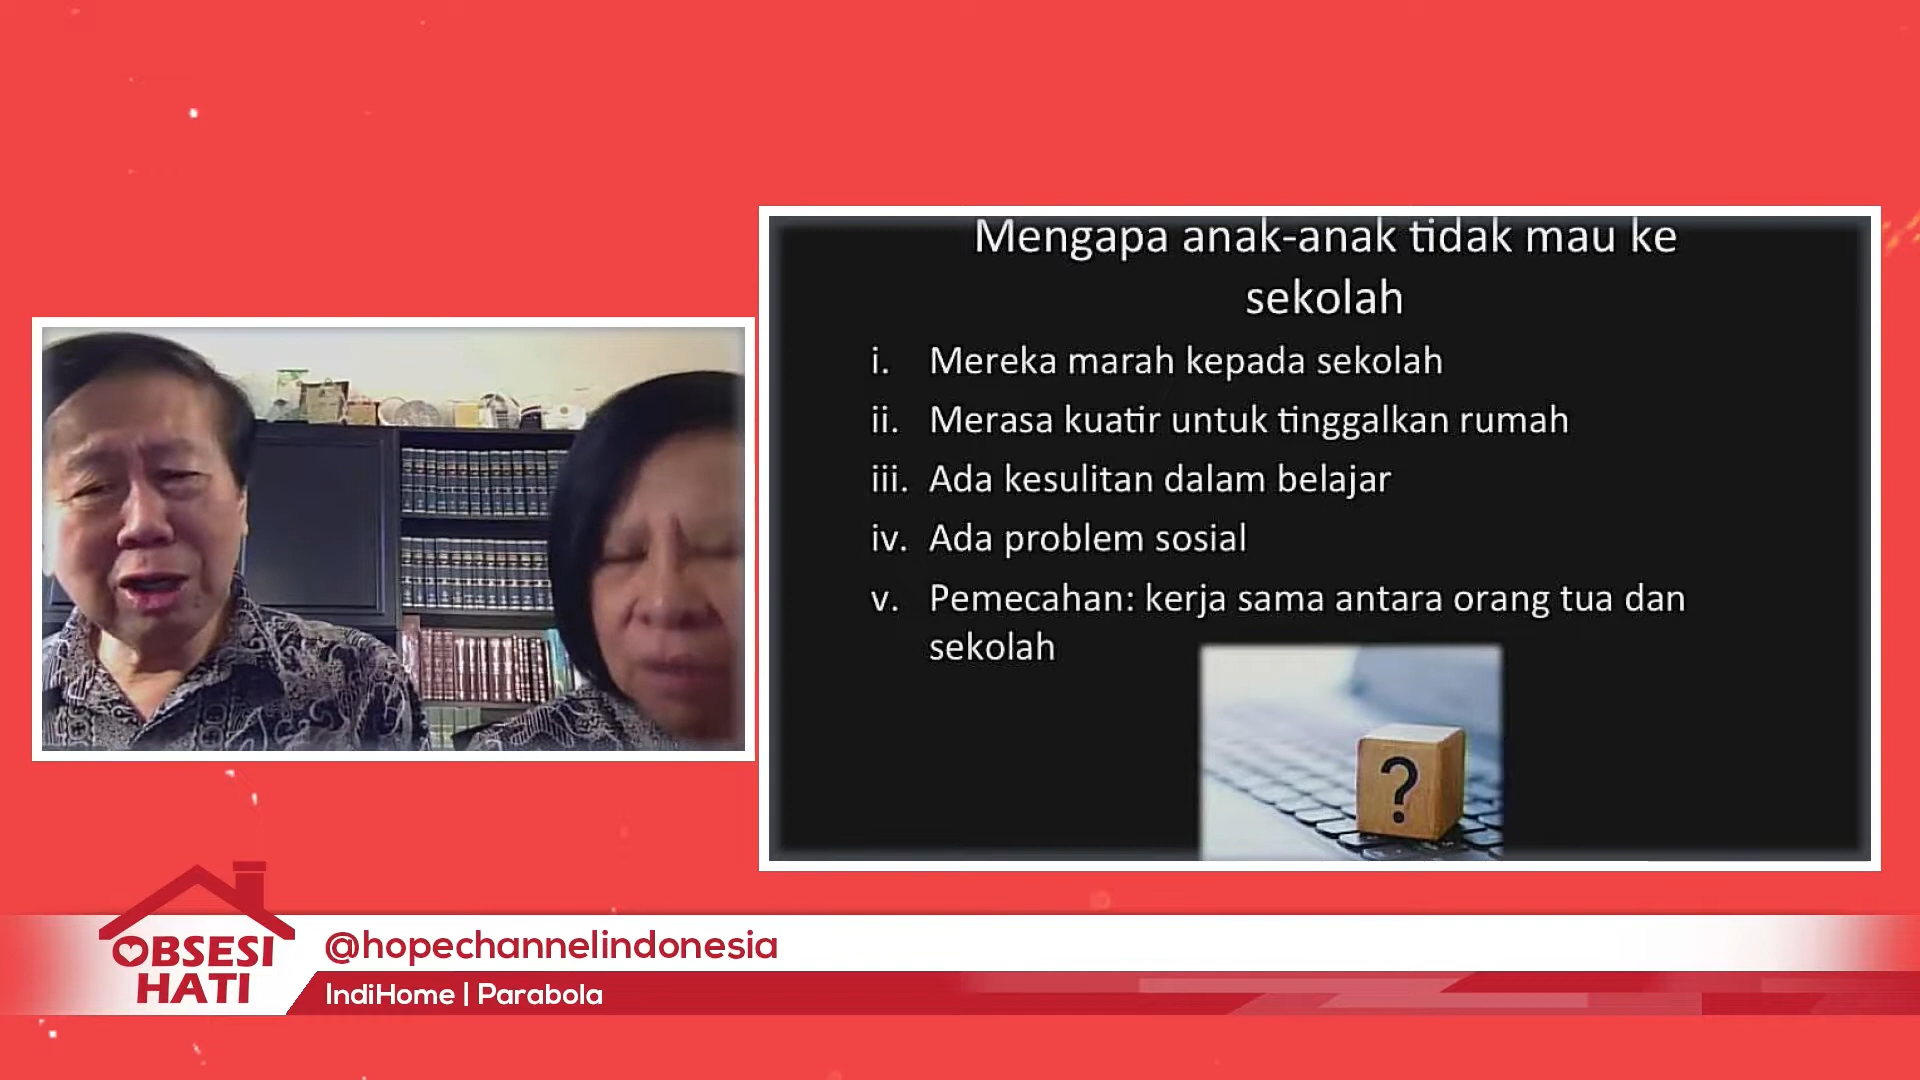 Mengapa anak-anak tidak mau ke
sekolah
i. Mereka marah kepada sekolah
ii. Merasa kuatir untuk tinggalkan rumah
iii. Ada kesulitan dalam belajar
iv. Ada problem sosial
v. Pemecahan: kerja sama antara orang tua dan
sekolah
?
OBSESI
HATI
@hopechannelindonesia
IndiHome | Parabola